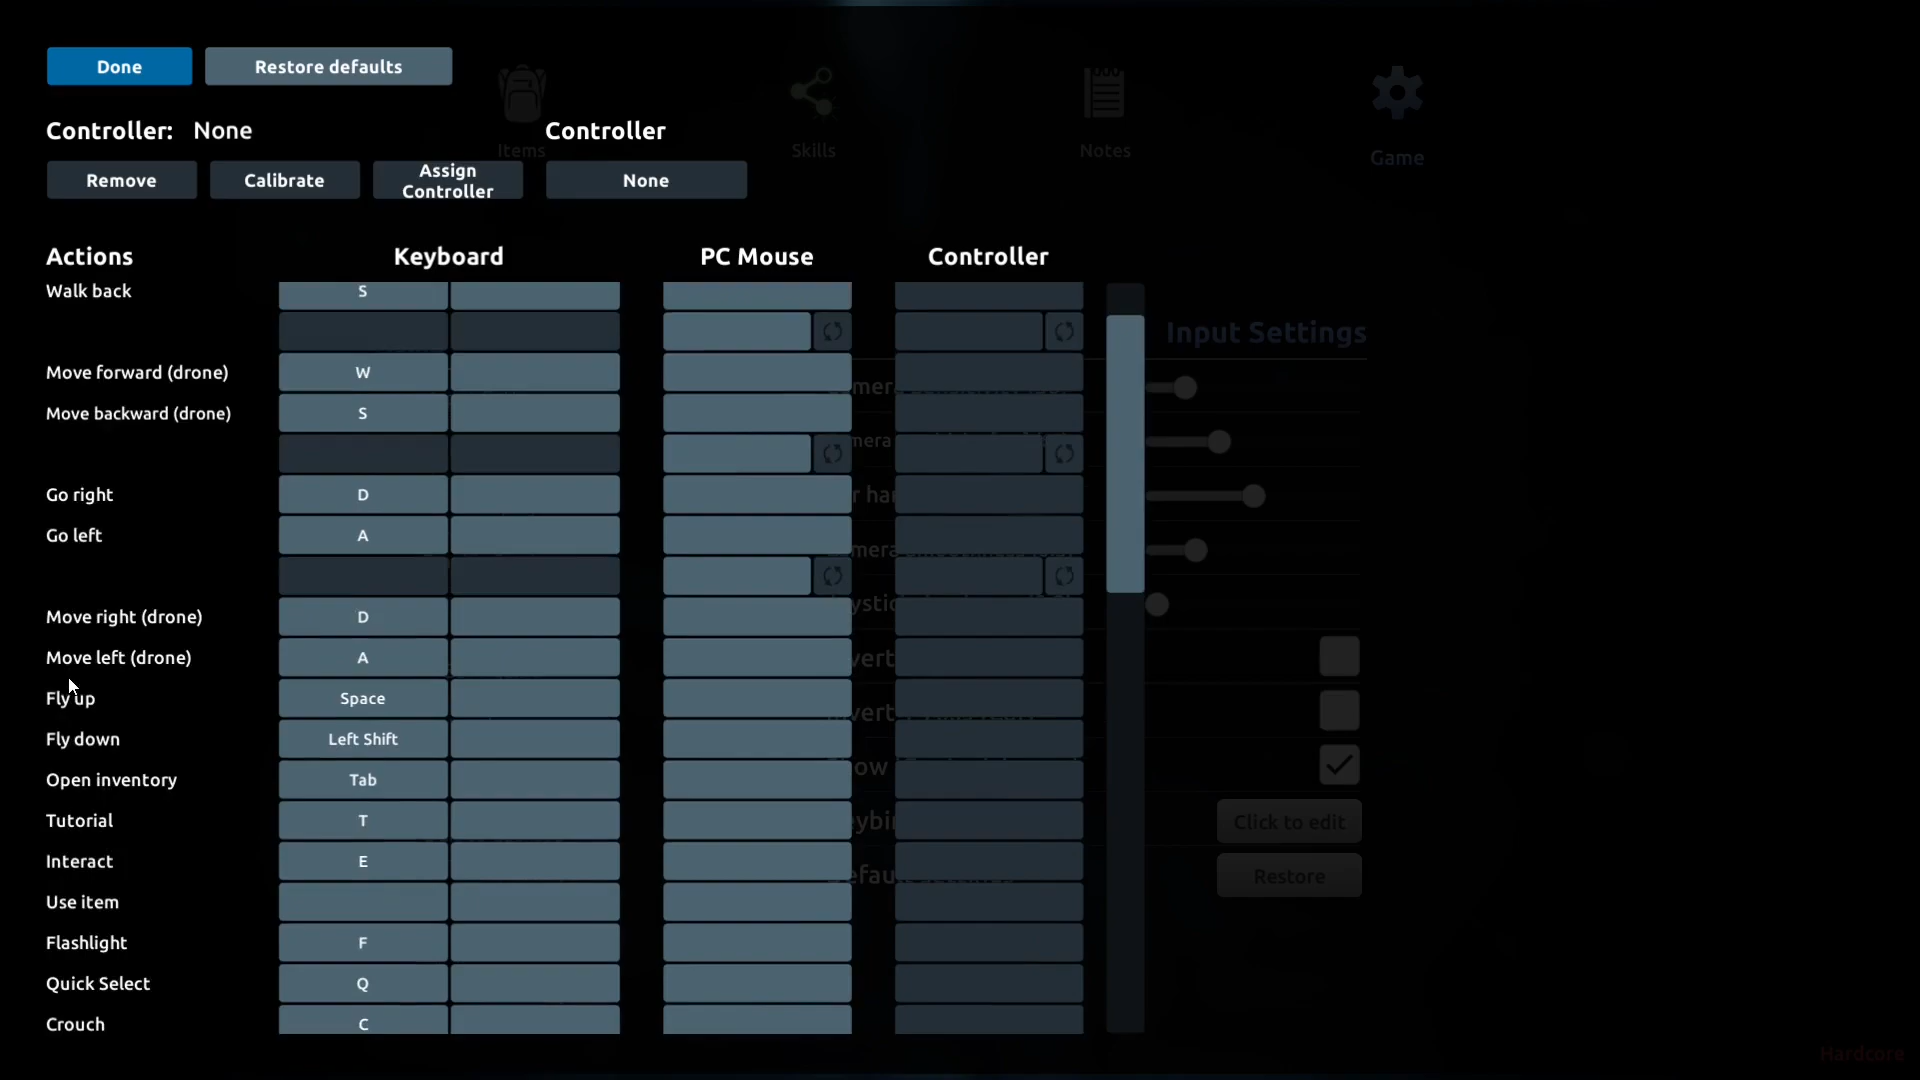 Done Restore defaults
Controller: None Controller
Items Skills Notes Game
Remove Calibrate Assign Controller None
Actions Keyboard PC Mouse Controller
Walk back S
Input Settings
Move forward (drone) W
Move backward (drone) S
Go right D
Go left A
Move right (drone) D
Move left (drone) A
Fly up Space
Fly down Left Shift
Open inventory Tab
Tutorial T
Click to edit
Interact E
Restore
Use item
Flashlight F
Quick Select Q
Crouch C
Hardcore